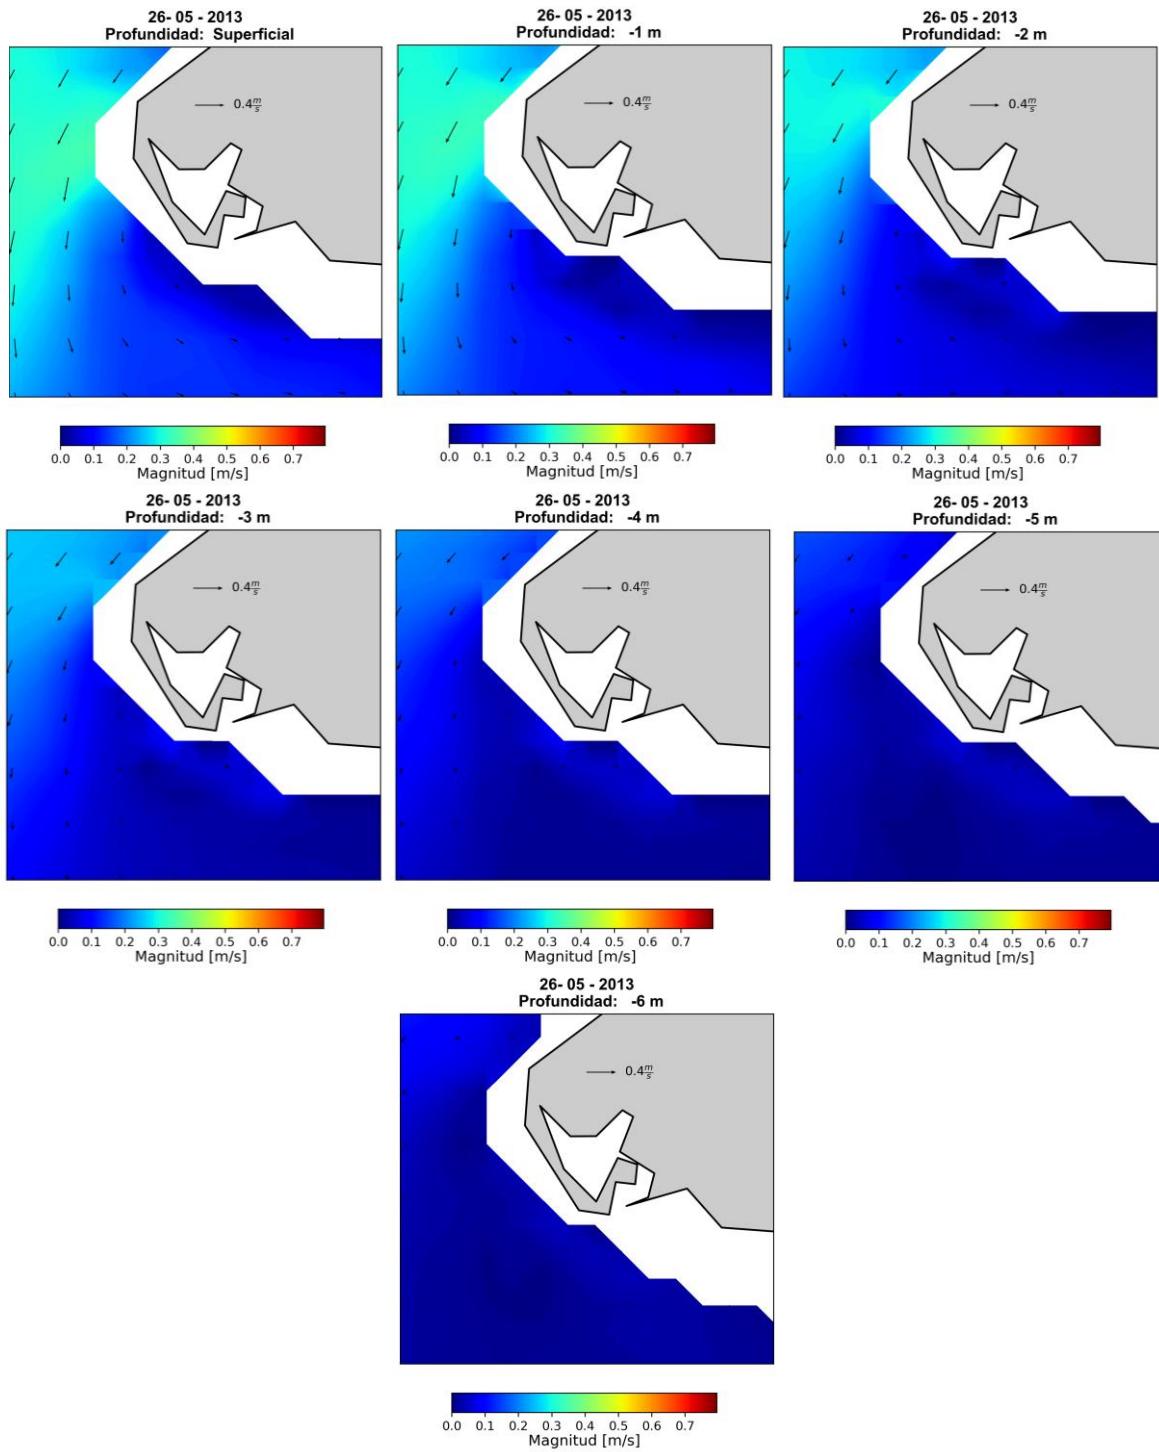 26- 05 - 2013
Profundidad: Superficial
0.4 m/s
0.0 0.1 0.2 0.3 0.4 0.5 0.6 0.7
Magnitud [m/s]
26- 05 - 2013
Profundidad: -1 m
0.4 m/s
0.0 0.1 0.2 0.3 0.4 0.5 0.6 0.7
Magnitud [m/s]
26- 05 - 2013
Profundidad: -2 m
0.4 m/s
0.0 0.1 0.2 0.3 0.4 0.5 0.6 0.7
Magnitud [m/s]
26- 05 - 2013
Profundidad: -3 m
0.4 m/s
0.0 0.1 0.2 0.3 0.4 0.5 0.6 0.7
Magnitud [m/s]
26- 05 - 2013
Profundidad: -4 m
0.4 m/s
0.0 0.1 0.2 0.3 0.4 0.5 0.6 0.7
Magnitud [m/s]
26- 05 - 2013
Profundidad: -5 m
0.4 m/s
0.0 0.1 0.2 0.3 0.4 0.5 0.6 0.7
Magnitud [m/s]
26- 05 - 2013
Profundidad: -6 m
0.4 m/s
0.0 0.1 0.2 0.3 0.4 0.5 0.6 0.7
Magnitud [m/s]